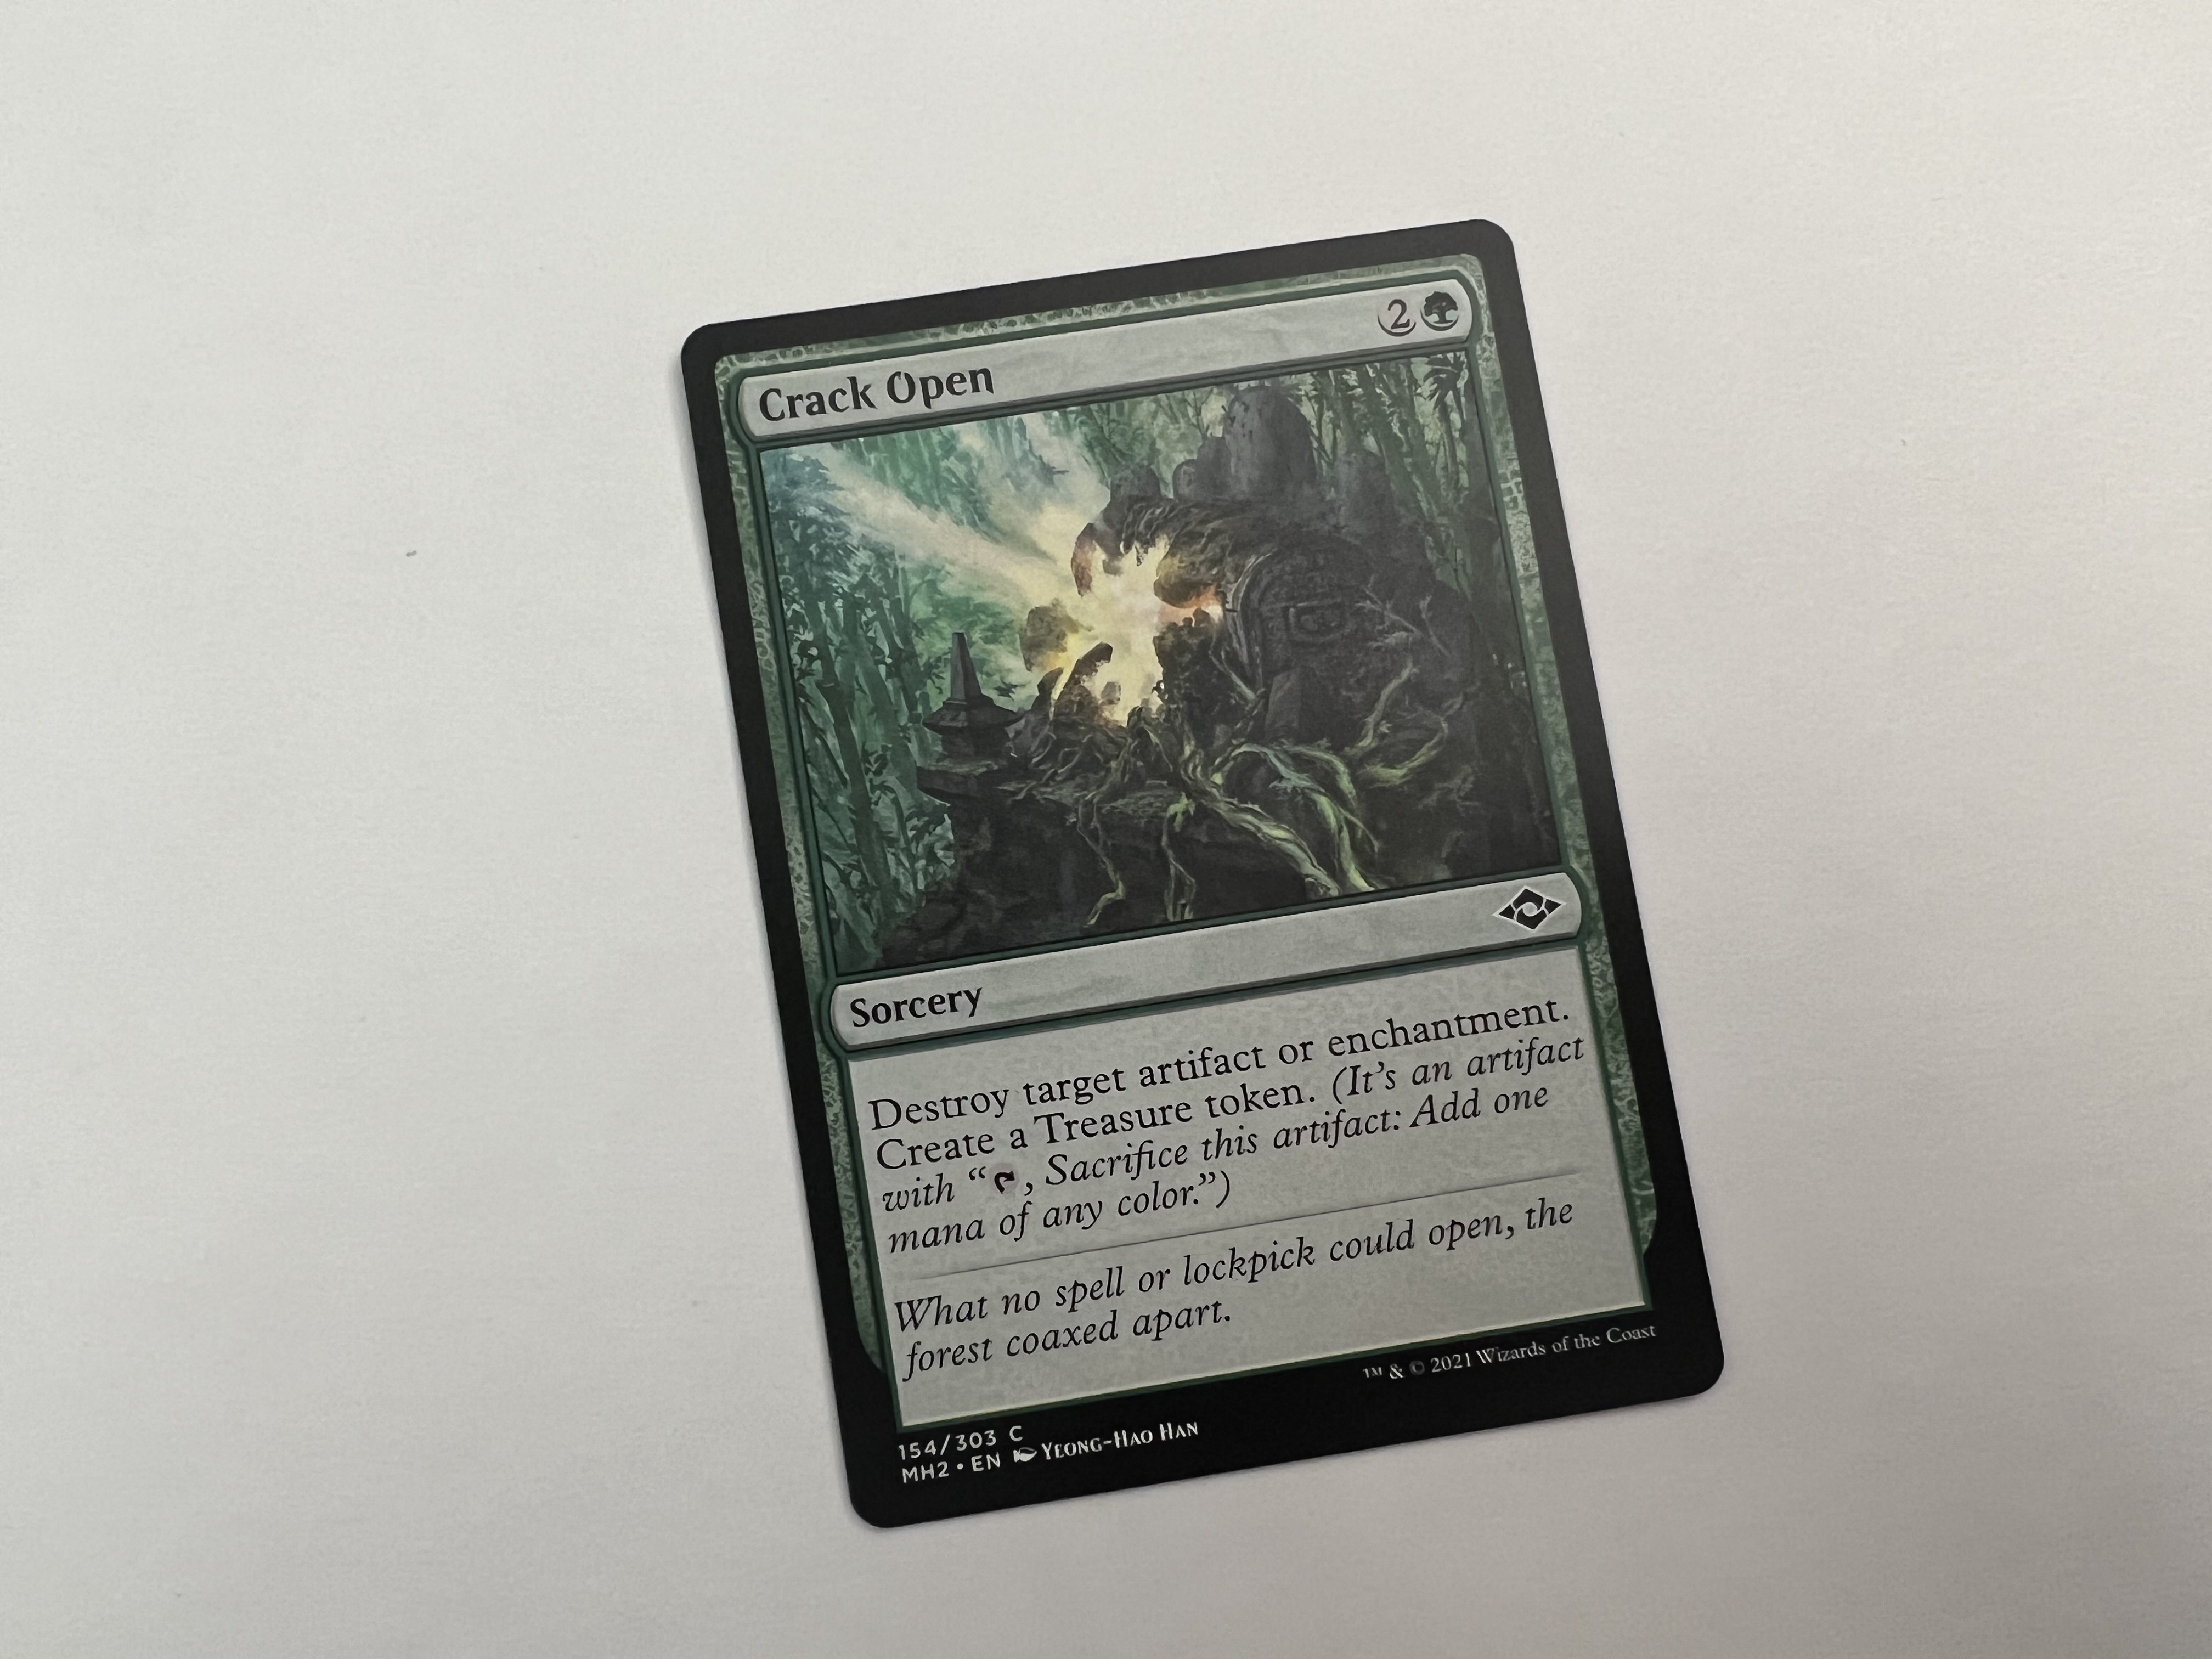 Crack Open
2
Sorcery
Destroy target artifact or enchantment.
Create a Treasure token. (It's an artifact
with “, Sacrifice this artifact: Add one
mana of any color.”)
What no spell or lockpick could open, the
forest coaxed apart.
154/303 C
MH2 • EN Yeong-Hao Han
™ & © 2021 Wizards of the Coast